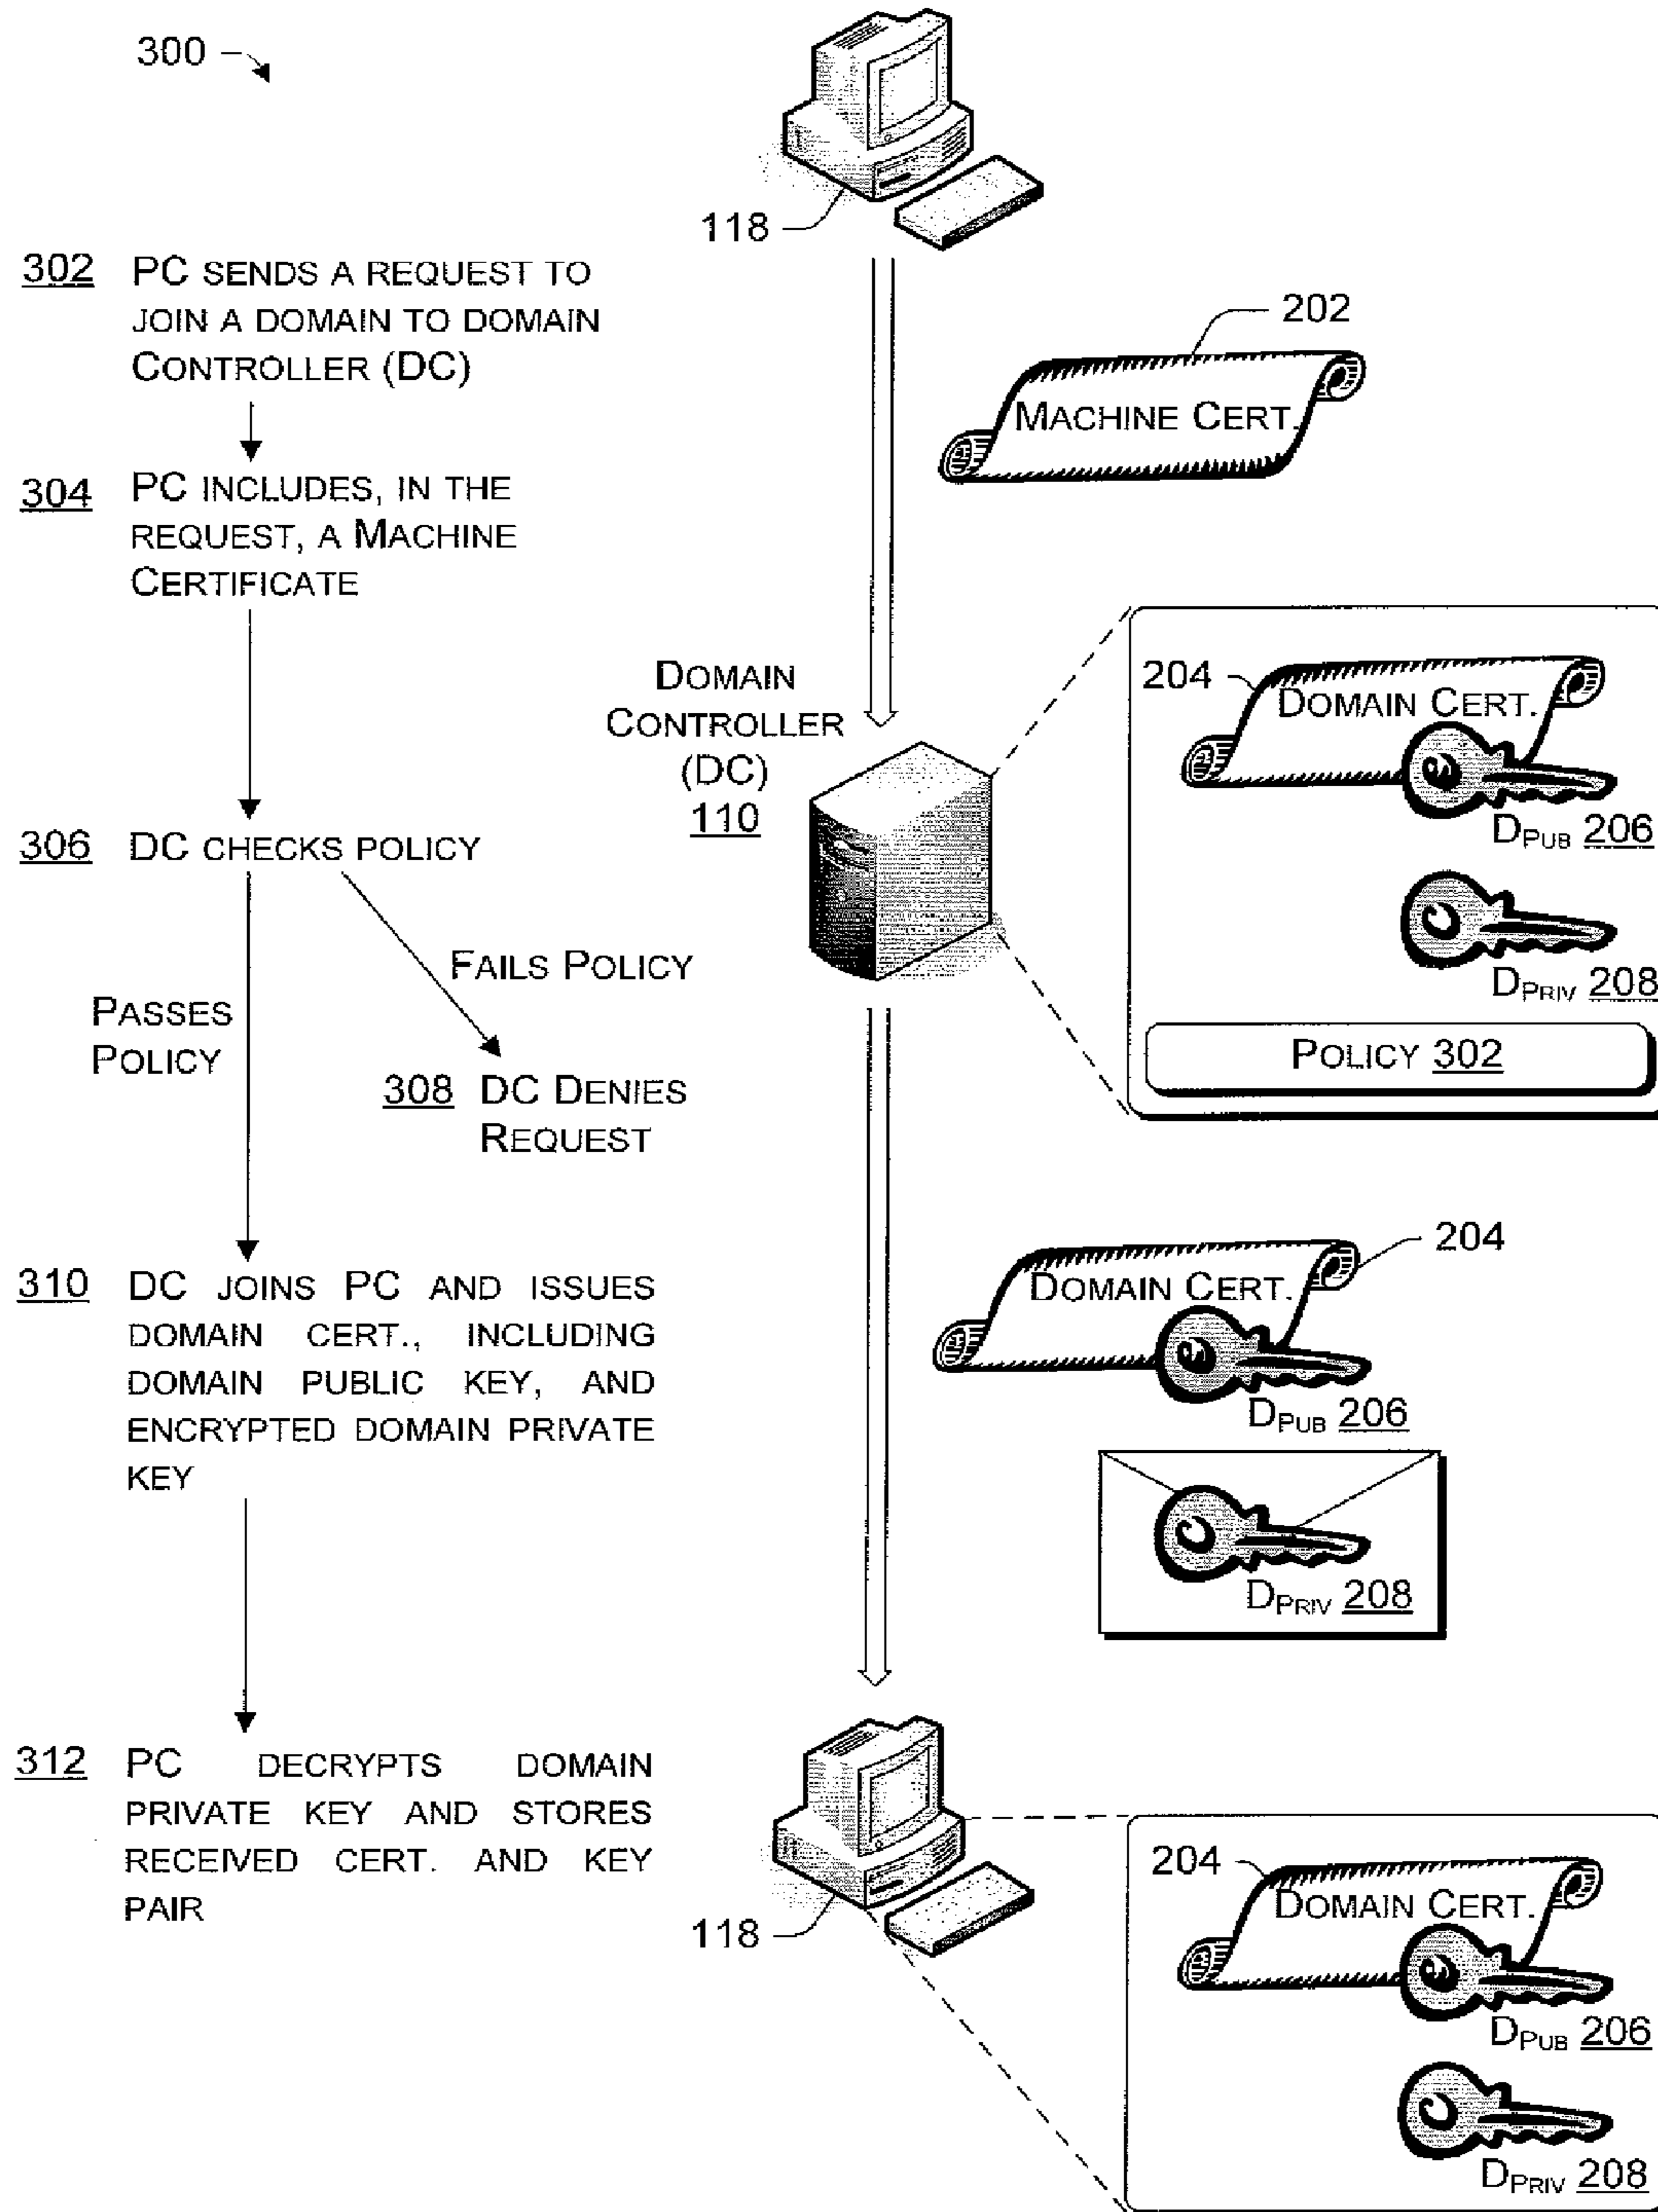 300
118
302 PC SENDS A REQUEST TO
JOIN A DOMAIN TO DOMAIN
CONTROLLER (DC)
202
MACHINE CERT.
304 PC INCLUDES, IN THE
REQUEST, A MACHINE
CERTIFICATE
DOMAIN
CONTROLLER
(DC)
110
204
DOMAIN CERT.
DPUB 206
DPRIV 208
POLICY 302
306 DC CHECKS POLICY
FAILS POLICY
PASSES
POLICY
308 DC DENIES
REQUEST
310 DC JOINS PC AND ISSUES
DOMAIN CERT., INCLUDING
DOMAIN PUBLIC KEY, AND
ENCRYPTED DOMAIN PRIVATE
KEY
204
DOMAIN CERT.
DPUB 206
DPRIV 208
312 PC DECRYPTS DOMAIN
PRIVATE KEY AND STORES
RECEIVED CERT. AND KEY
PAIR
118
204
DOMAIN CERT.
DPUB 206
DPRIV 208